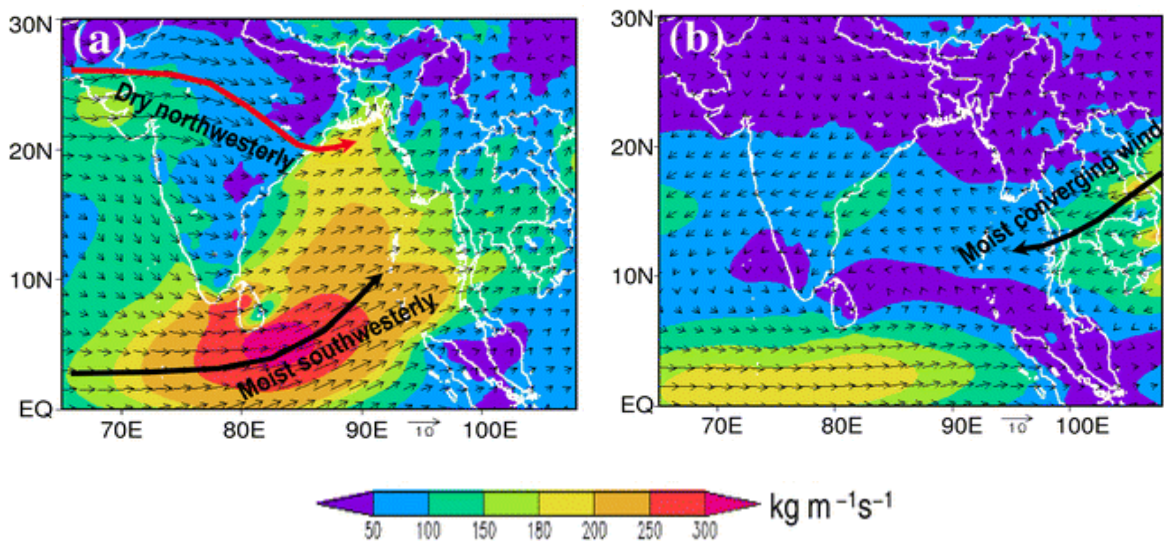 30N
(a)
Dry northwesterly
20N
10N
Moist southwesterly
EQ
70E 80E 90E 10 100E
30N
(b)
20N
Moist converging wind
10N
EQ
70E 80E 90E 10 100E
50 100 150 180 200 250 300
kg m⁻¹s⁻¹